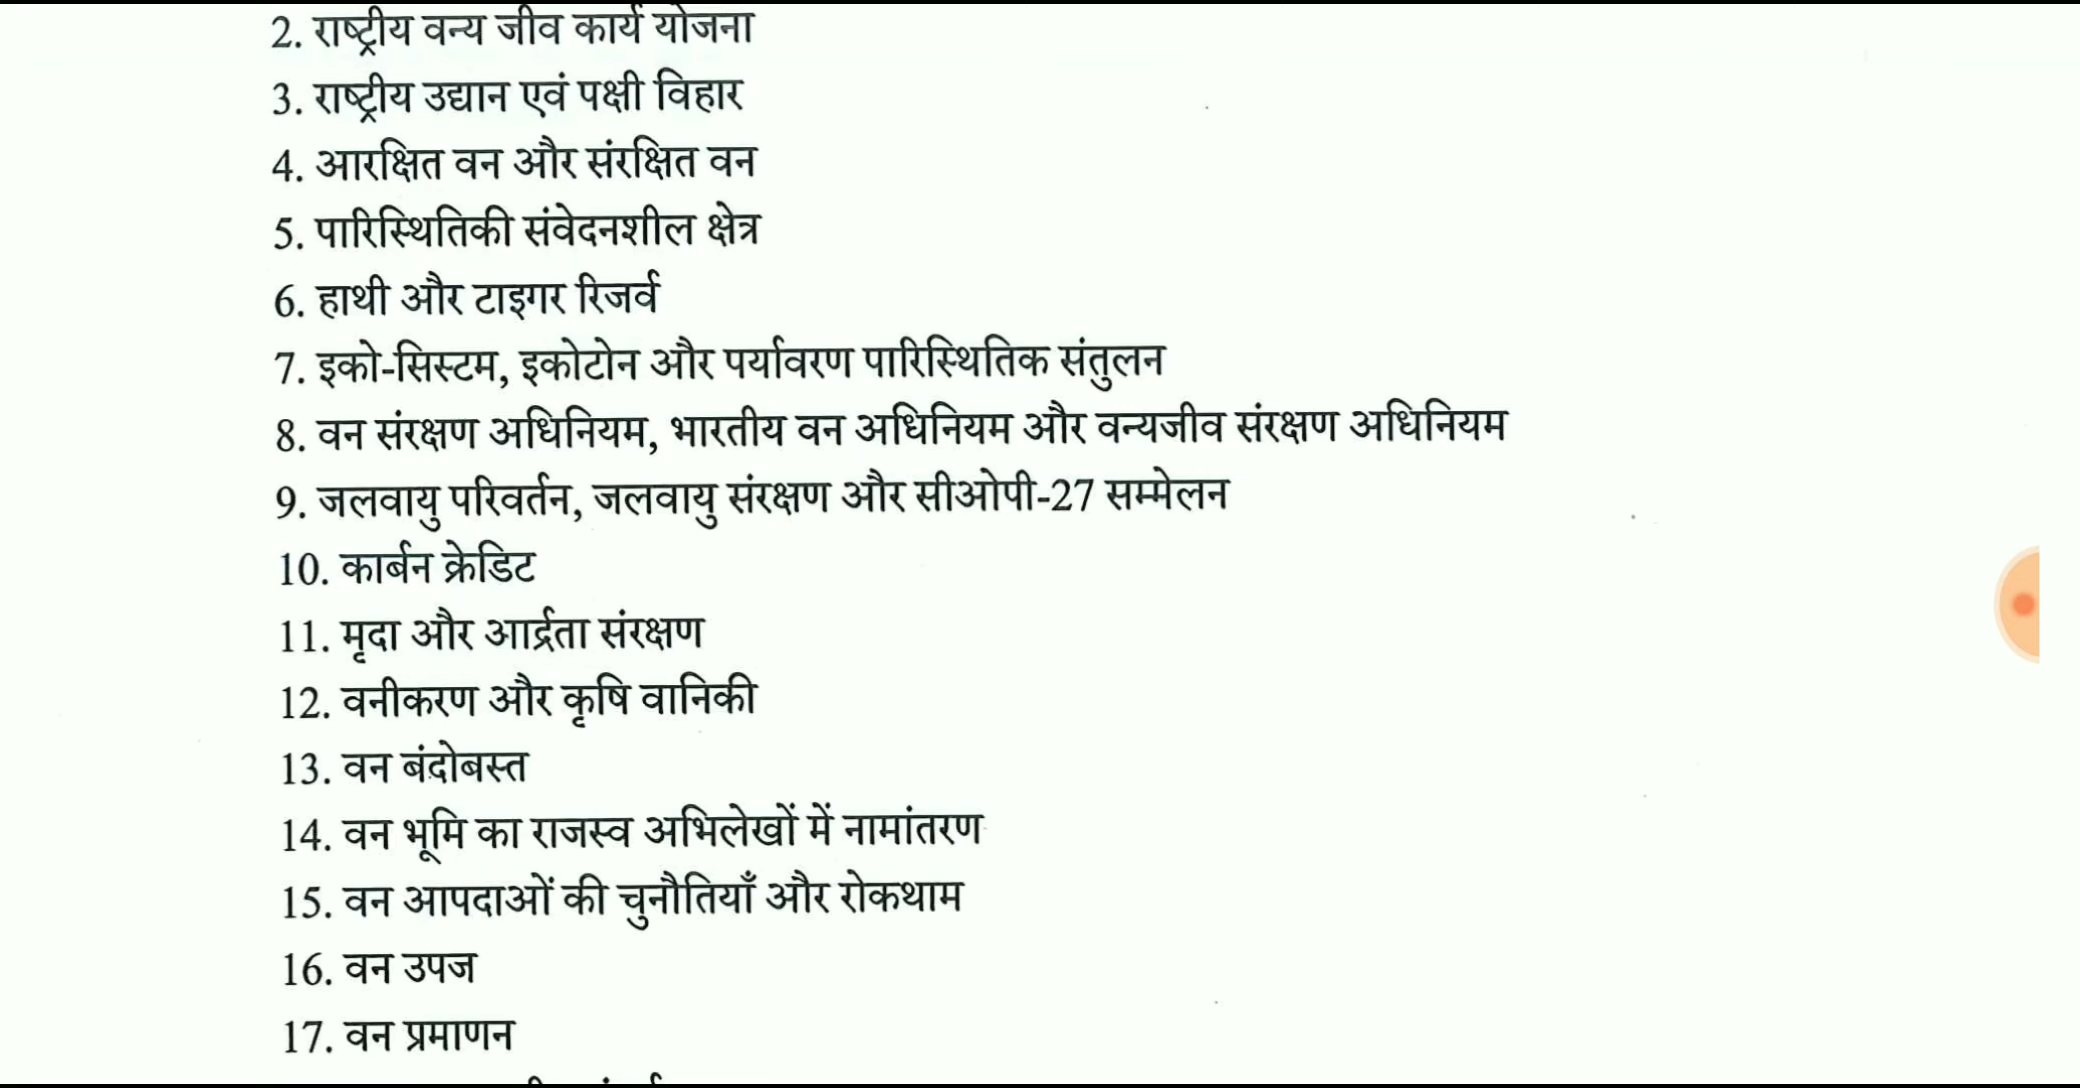 2. राष्ट्रीय वन्य जीव कार्य योजना
3. राष्ट्रीय उद्यान एवं पक्षी विहार
4. आरक्षित वन और संरक्षित वन
5. पारिस्थितिकी संवेदनशील क्षेत्र
6. हाथी और टाइगर रिजर्व
7. इको-सिस्टम, इकोटोन और पर्यावरण पारिस्थितिक संतुलन
8. वन संरक्षण अधिनियम, भारतीय वन अधिनियम और वन्यजीव संरक्षण अधिनियम
9. जलवायु परिवर्तन, जलवायु संरक्षण और सीओपी-27 सम्मेलन
10. कार्बन क्रेडिट
11. मृदा और आर्द्रता संरक्षण
12. वनीकरण और कृषि वानिकी
13. वन बंदोबस्त
14. वन भूमि का राजस्व अभिलेखों में नामांतरण
15. वन आपदाओं की चुनौतियाँ और रोकथाम
16. वन उपज
17. वन प्रमाणन